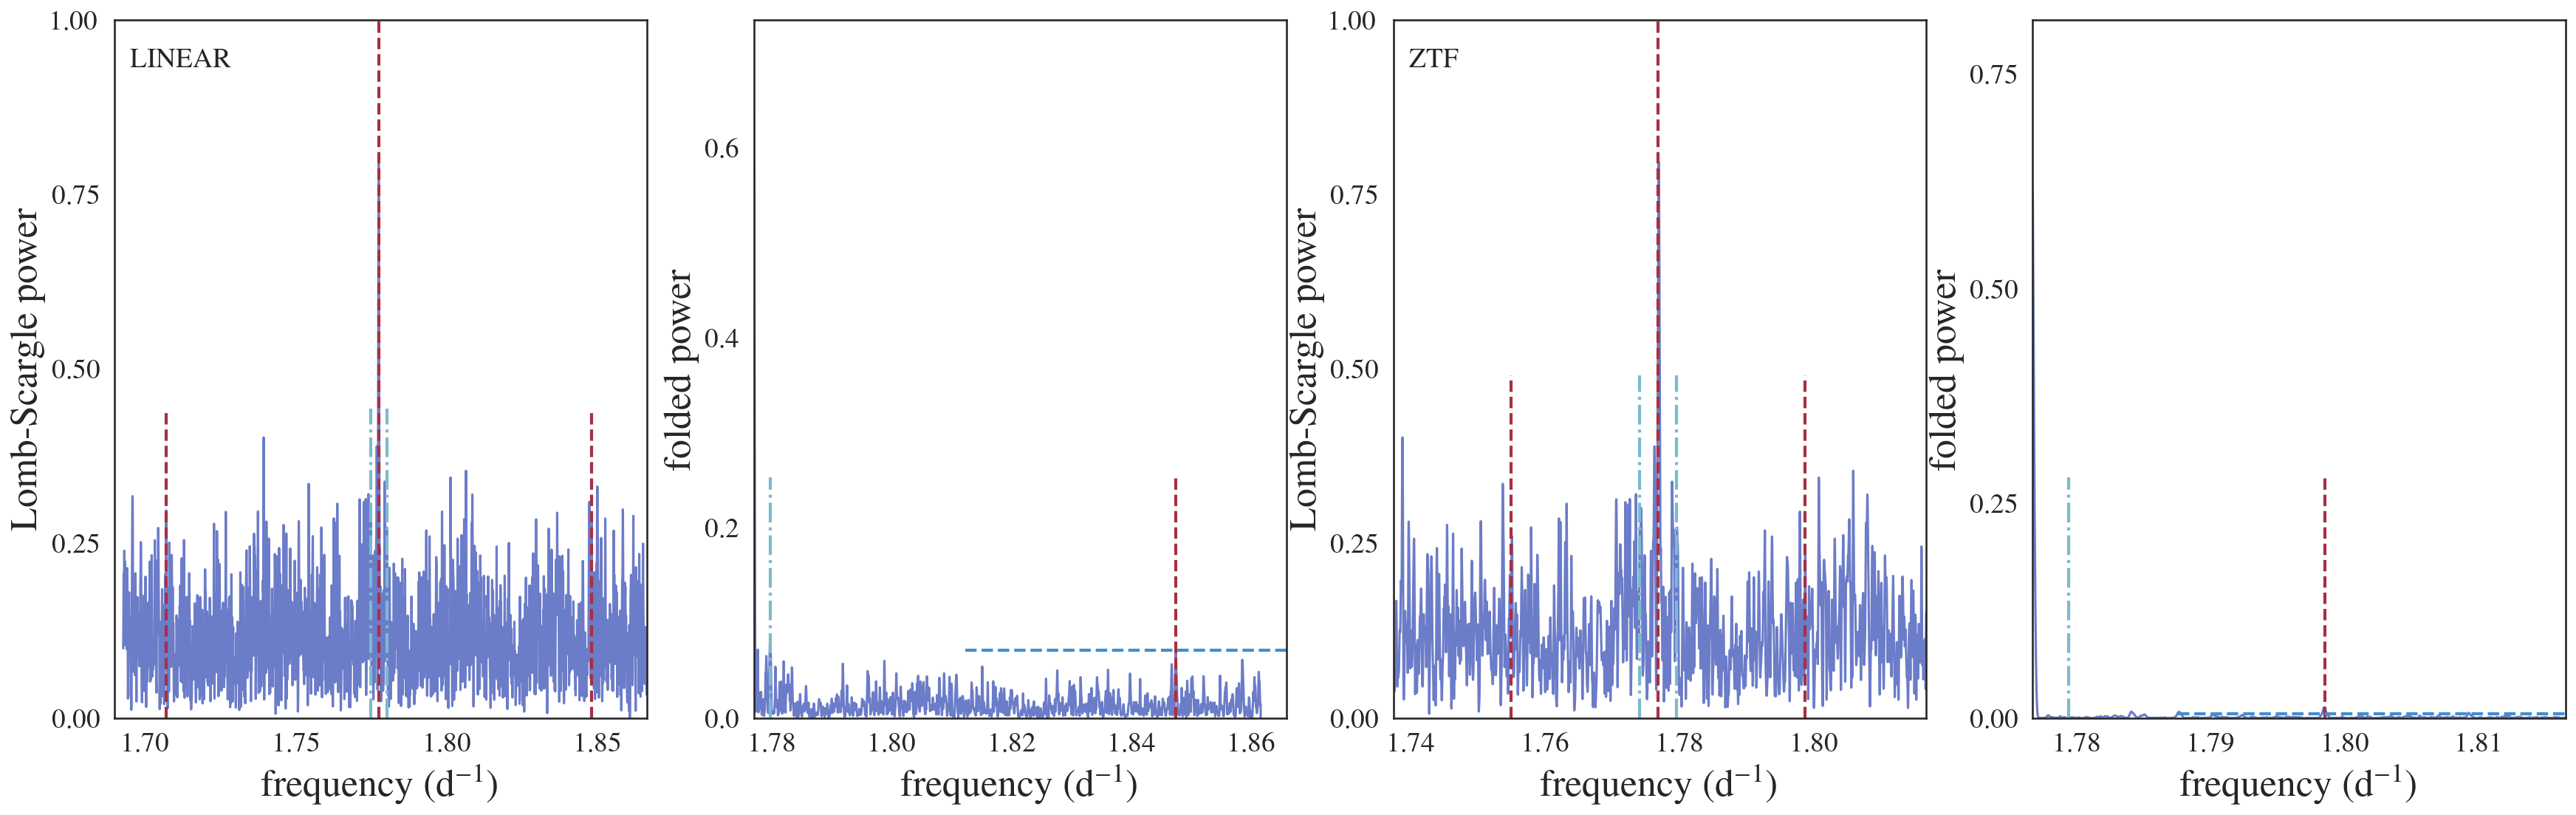 LINEAR
Lomb-Scargle power
1.00
0.75
0.50
0.25
0.00
1.70 1.75 1.80 1.85
frequency (d⁻¹)
folded power
0.6
0.4
0.2
0.0
1.78 1.80 1.82 1.84 1.86
frequency (d⁻¹)
ZTF
Lomb-Scargle power
1.00
0.75
0.50
0.25
0.00
1.74 1.76 1.78 1.80
frequency (d⁻¹)
folded power
0.75
0.50
0.25
0.00
1.78 1.79 1.80 1.81
frequency (d⁻¹)